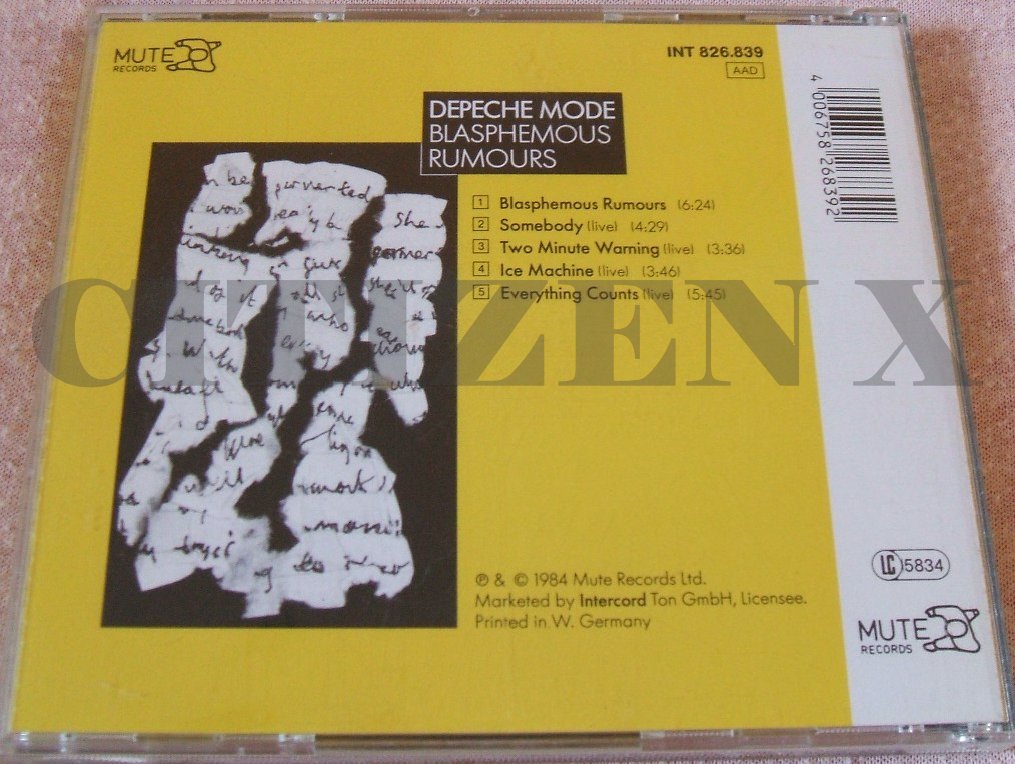 MUTE
RECORDS
INT 826.839
AAD
4 006758 268392
DEPECHE MODE
BLASPHEMOUS
RUMOURS
1 Blasphemous Rumours (6:24)
2 Somebody (live) (4:29)
3 Two Minute Warning (live) (3:36)
4 Ice Machine (live) (3:46)
5 Everything Counts (live) (5:45)
CITIZEN X
perverted
She
℗ & © 1984 Mute Records Ltd.
Marketed by Intercord Ton GmbH, Licensee.
Printed in W. Germany
LC 5834
MUTE
RECORDS